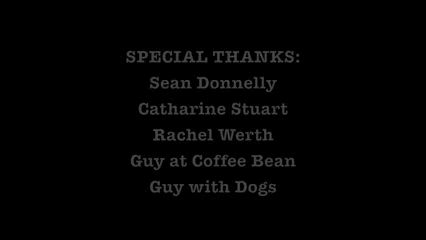 SPECIAL THANKS:
Sean Donnelly
Catharine Stuart
Rachel Werth
Guy at Coffee Bean
Guy with Dogs